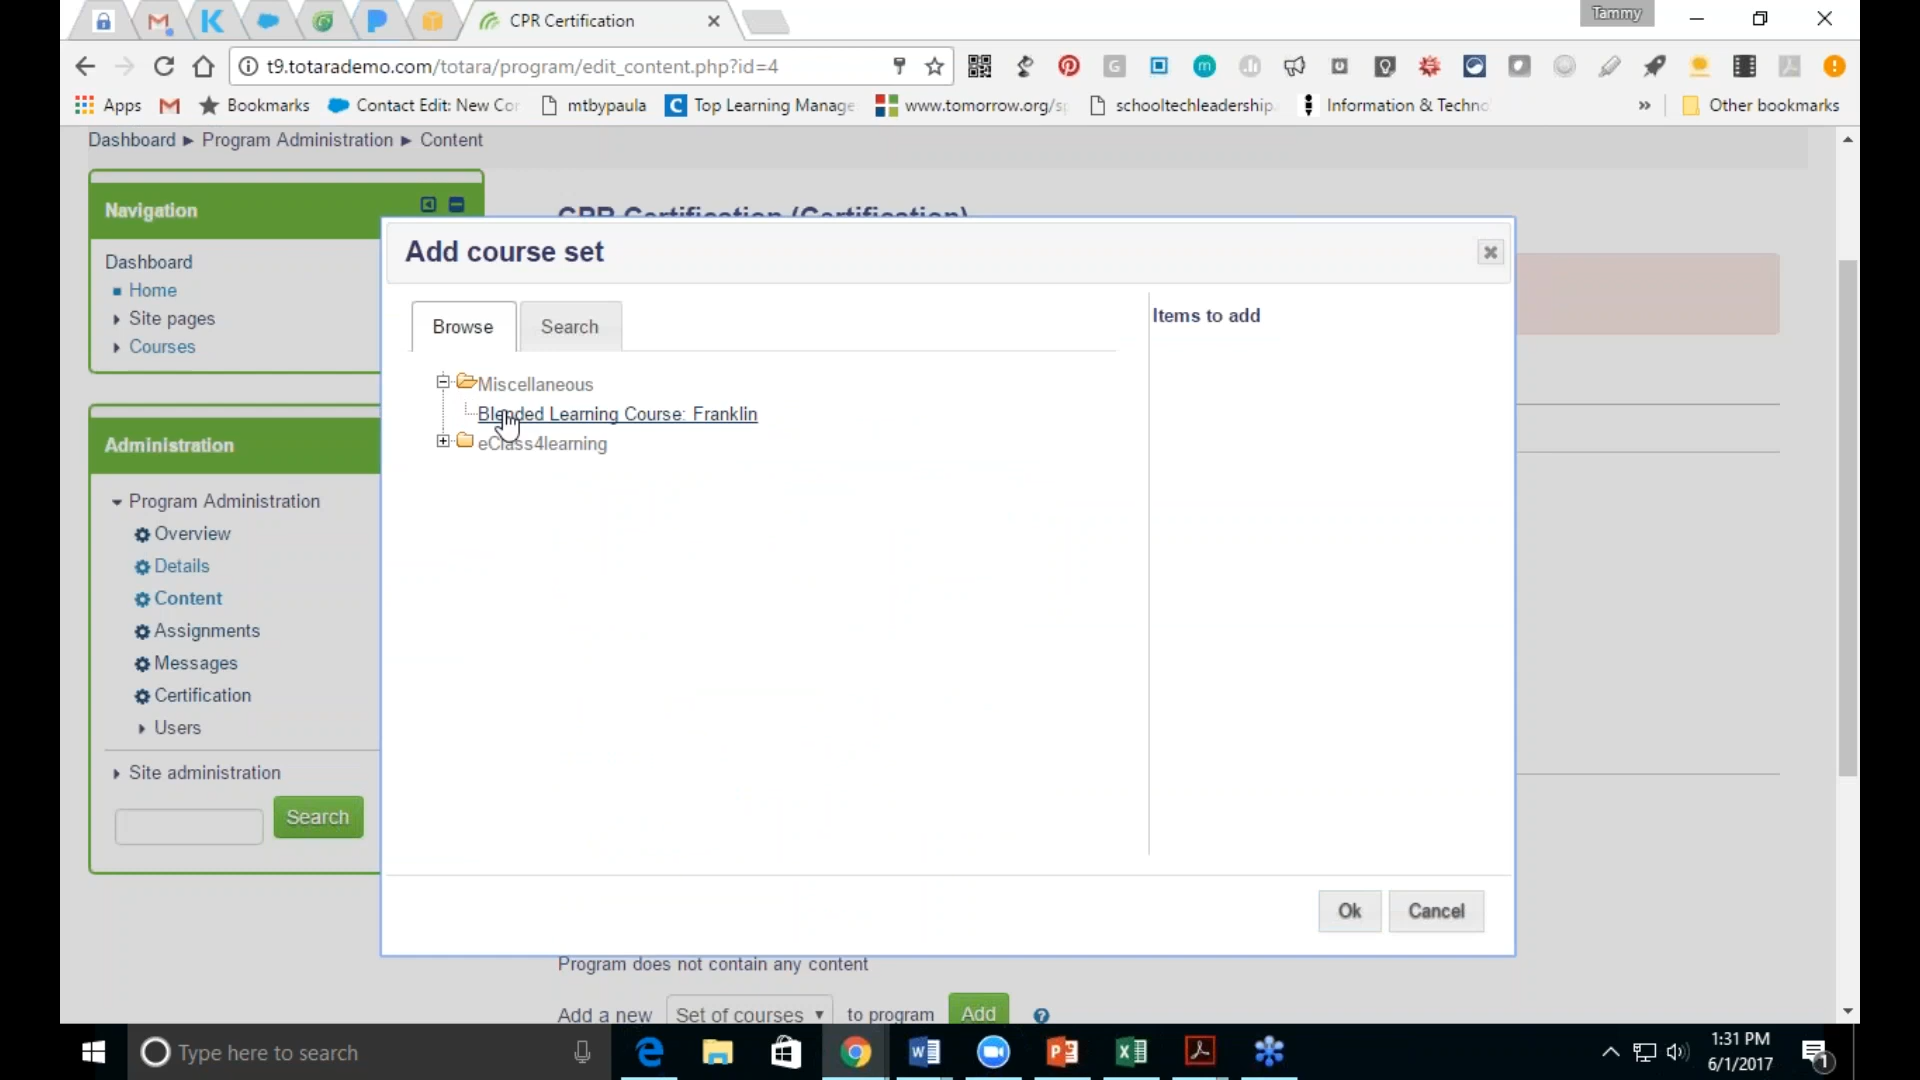 CPR Certification
Tammy
t9.totarademo.com/totara/program/edit_content.php?id=4
Apps
Bookmarks
Contact Edit: New Cor
mtbypaula
Top Learning Manage
www.tomorrow.org/sp
schooltechleadership
Information & Techno
»
Other bookmarks
Dashboard ► Program Administration ► Content
Navigation
Dashboard
Home
Site pages
Courses
Administration
Program Administration
Overview
Details
Content
Assignments
Messages
Certification
Users
Site administration
Search
CPR Certification (Certification)
Add course set
Browse
Search
Items to add
Miscellaneous
Blended Learning Course: Franklin
eClass4learning
Ok
Cancel
Program does not contain any content
Add a new
Set of courses
to program
Add
Type here to search
1:31 PM
6/1/2017
1